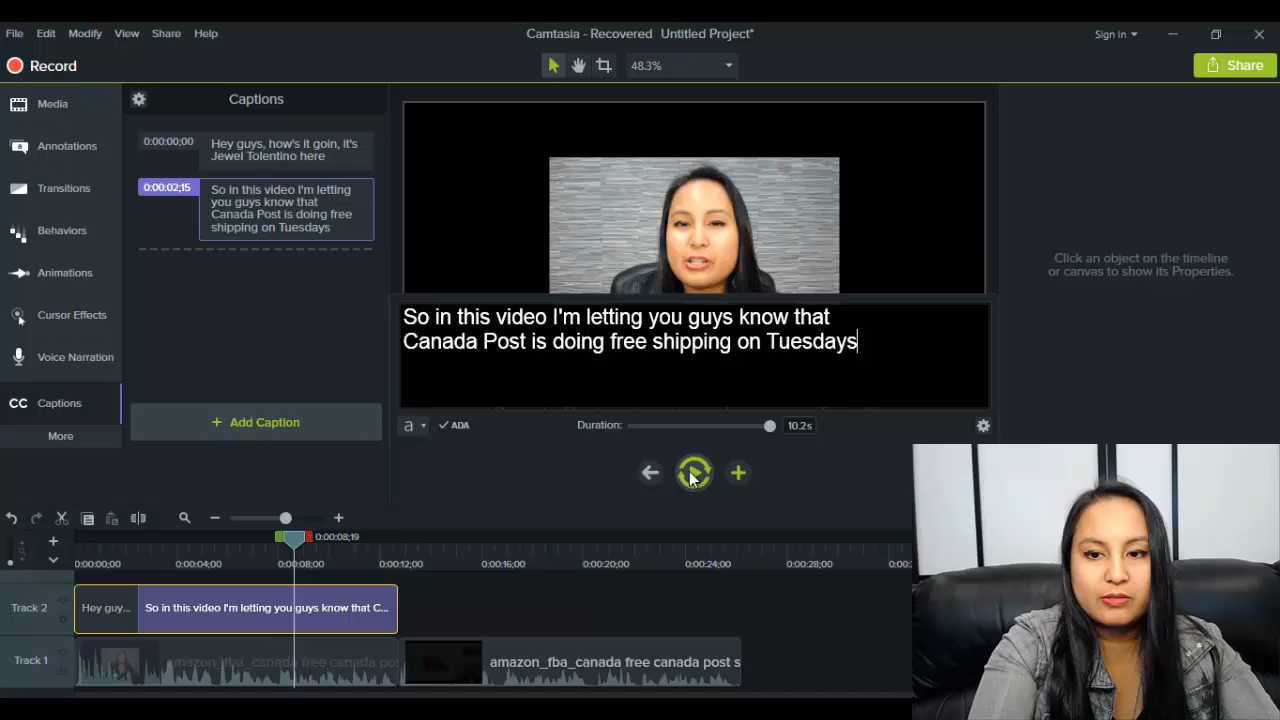 File Edit Modify View Share Help
Camtasia - Recovered Untitled Project*
Sign in
Record
48.3%
Share
Media
Annotations
Transitions
Behaviors
Animations
Cursor Effects
Voice Narration
CC Captions
More
Captions
0:00:00;00
Hey guys, how's it goin, it's
Jewel Tolentino here
0:00:02;15
So in this video I'm letting
you guys know that
Canada Post is doing free
shipping on Tuesdays
+ Add Caption
Click an object on the timeline
or canvas to show its Properties.
So in this video I'm letting you guys know that
Canada Post is doing free shipping on Tuesdays
a ADA
Duration: 10.2s
0:00:08;19
0:00:00;00 0:00:04;00 0:00:08;00 0:00:12;00 0:00:16;00 0:00:20;00 0:00:24;00 0:00:28;00
Track 2
Hey guy...
So in this video I'm letting you guys know that C...
Track 1
amazon_fba_canada free canada pos
amazon_fba_canada free canada post s